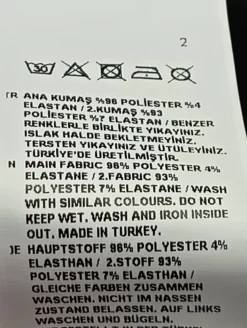 2
TR ANA KUMAŞ %96 POLİESTER %4
ELASTAN / 2.KUMAŞ %93
POLİESTER %7 ELASTAN / BENZER
RENKLERLE BİRLİKTE YIKAYINIZ.
ISLAK HALDE BEKLETMEYİNİZ.
TERSTEN YIKAYINIZ VE ÜTÜLEYİNİZ.
TÜRKİYE'DE ÜRETİLMİŞTİR.
N MAIN FABRIC 96% POLYESTER 4%
ELASTANE / 2.FABRIC 93%
POLYESTER 7% ELASTANE / WASH
WITH SIMILAR COLOURS. DO NOT
KEEP WET. WASH AND IRON INSIDE
OUT. MADE IN TURKEY.
DE HAUPTSTOFF 96% POLYESTER 4%
ELASTHAN / 2.STOFF 93%
POLYESTER 7% ELASTHAN /
GLEICHE FARBEN ZUSAMMEN
WASCHEN. NICHT IM NASSEN
ZUSTAND BELASSEN. AUF LINKS
WASCHEN UND BÜGELN.